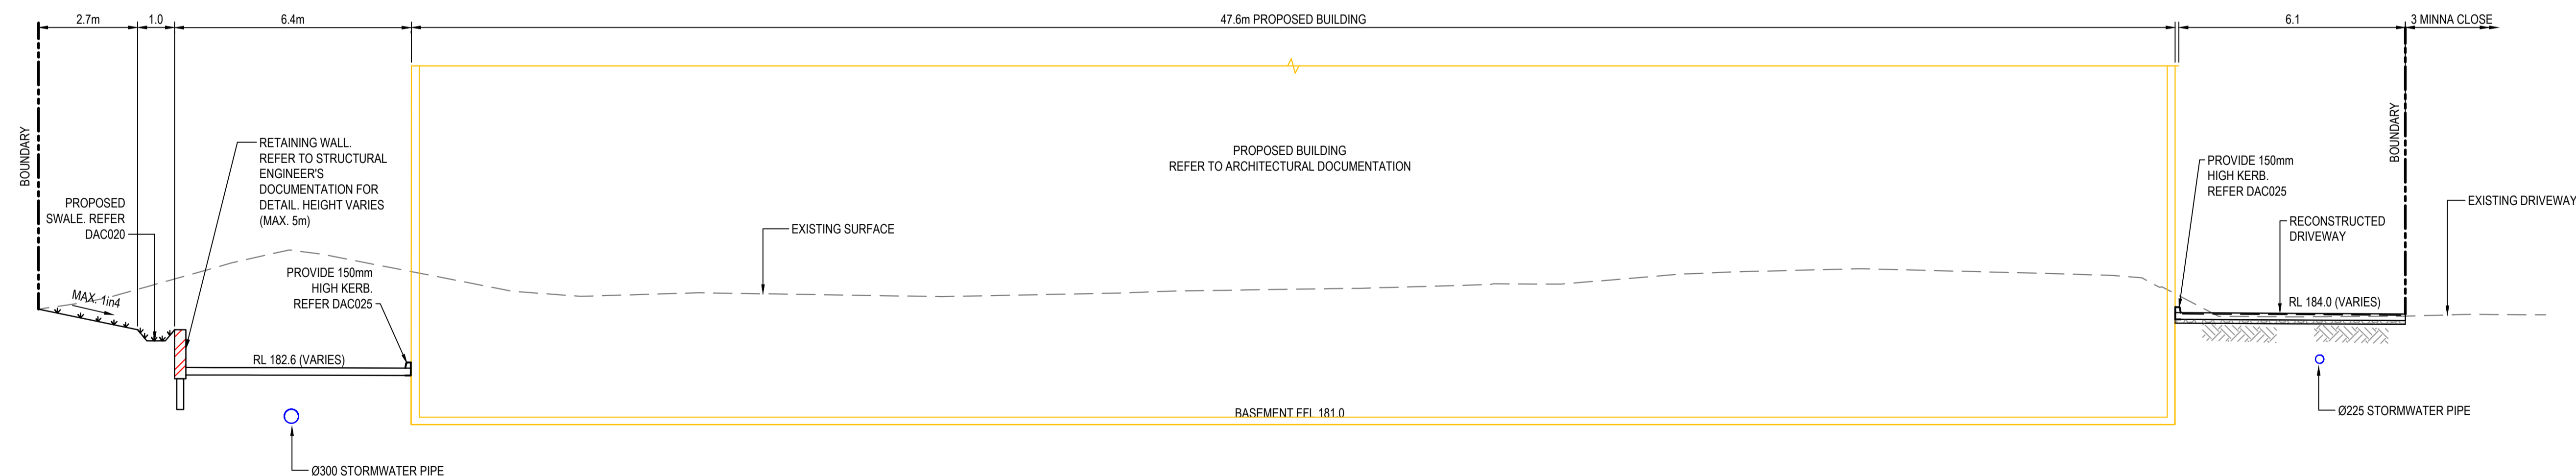 2.7m
1.0
6.4m
47.6m PROPOSED BUILDING
6.1
3 MINNA CLOSE
BOUNDARY
PROPOSED
SWALE. REFER
DAC020
MAX. 1in4
RETAINING WALL.
REFER TO STRUCTURAL
ENGINEER'S
DOCUMENTATION FOR
DETAIL. HEIGHT VARIES
(MAX. 5m)
PROVIDE 150mm
HIGH KERB.
REFER DAC025
RL 182.6 (VARIES)
Ø300 STORMWATER PIPE
EXISTING SURFACE
PROPOSED BUILDING
REFER TO ARCHITECTURAL DOCUMENTATION
BASEMENT FFL 181.0
PROVIDE 150mm
HIGH KERB.
REFER DAC025
RECONSTRUCTED
DRIVEWAY
RL 184.0 (VARIES)
BOUNDARY
EXISTING DRIVEWAY
Ø225 STORMWATER PIPE